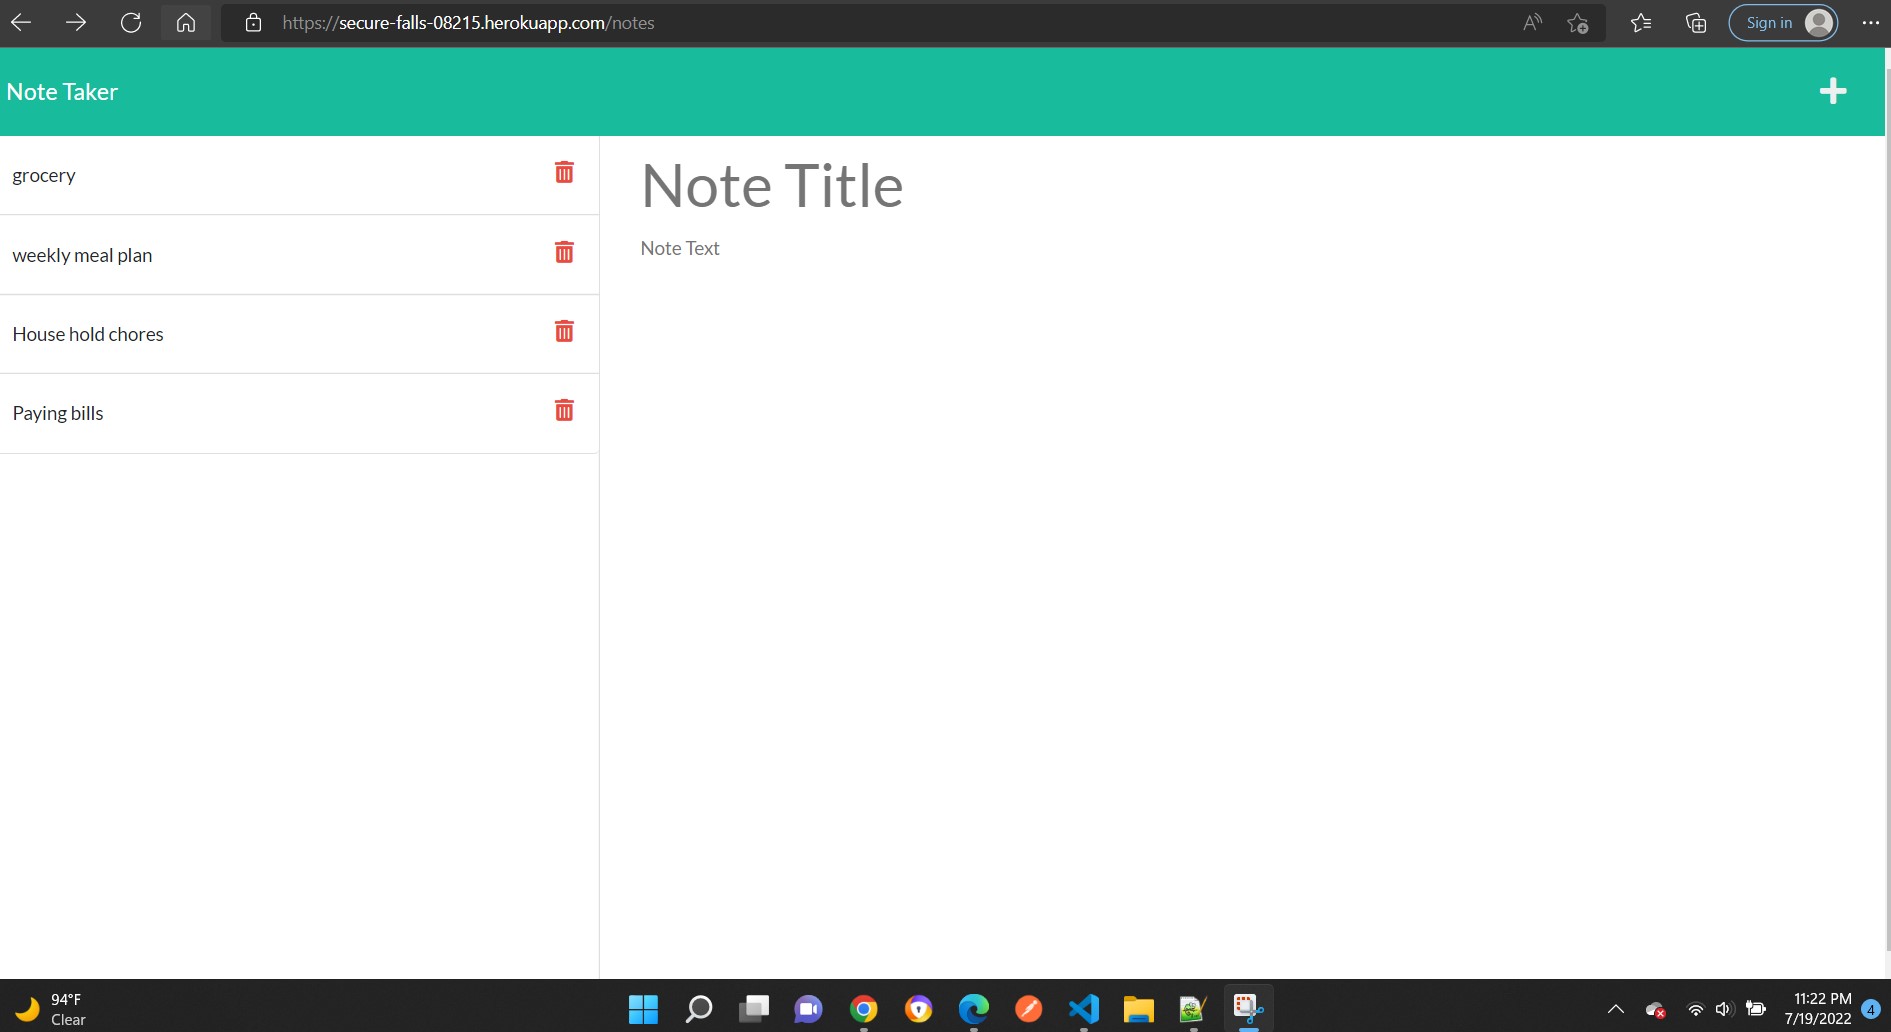 https://secure-falls-08215.herokuapp.com/notes
Sign in
Note Taker
grocery
weekly meal plan
House hold chores
Paying bills
Note Title
Note Text
94°F
Clear
11:22 PM
7/19/2022
4